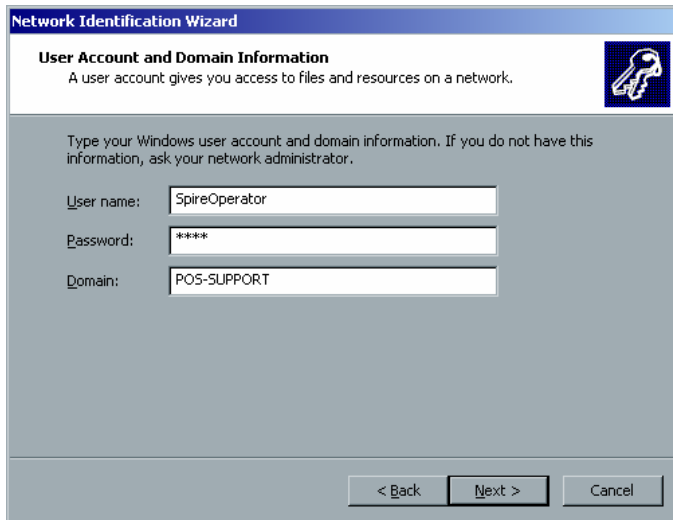 Network Identification Wizard
User Account and Domain Information
A user account gives you access to files and resources on a network.
Type your Windows user account and domain information. If you do not have this
information, ask your network administrator.
User name: SpireOperator
Password: ****
Domain: POS-SUPPORT
< Back Next > Cancel